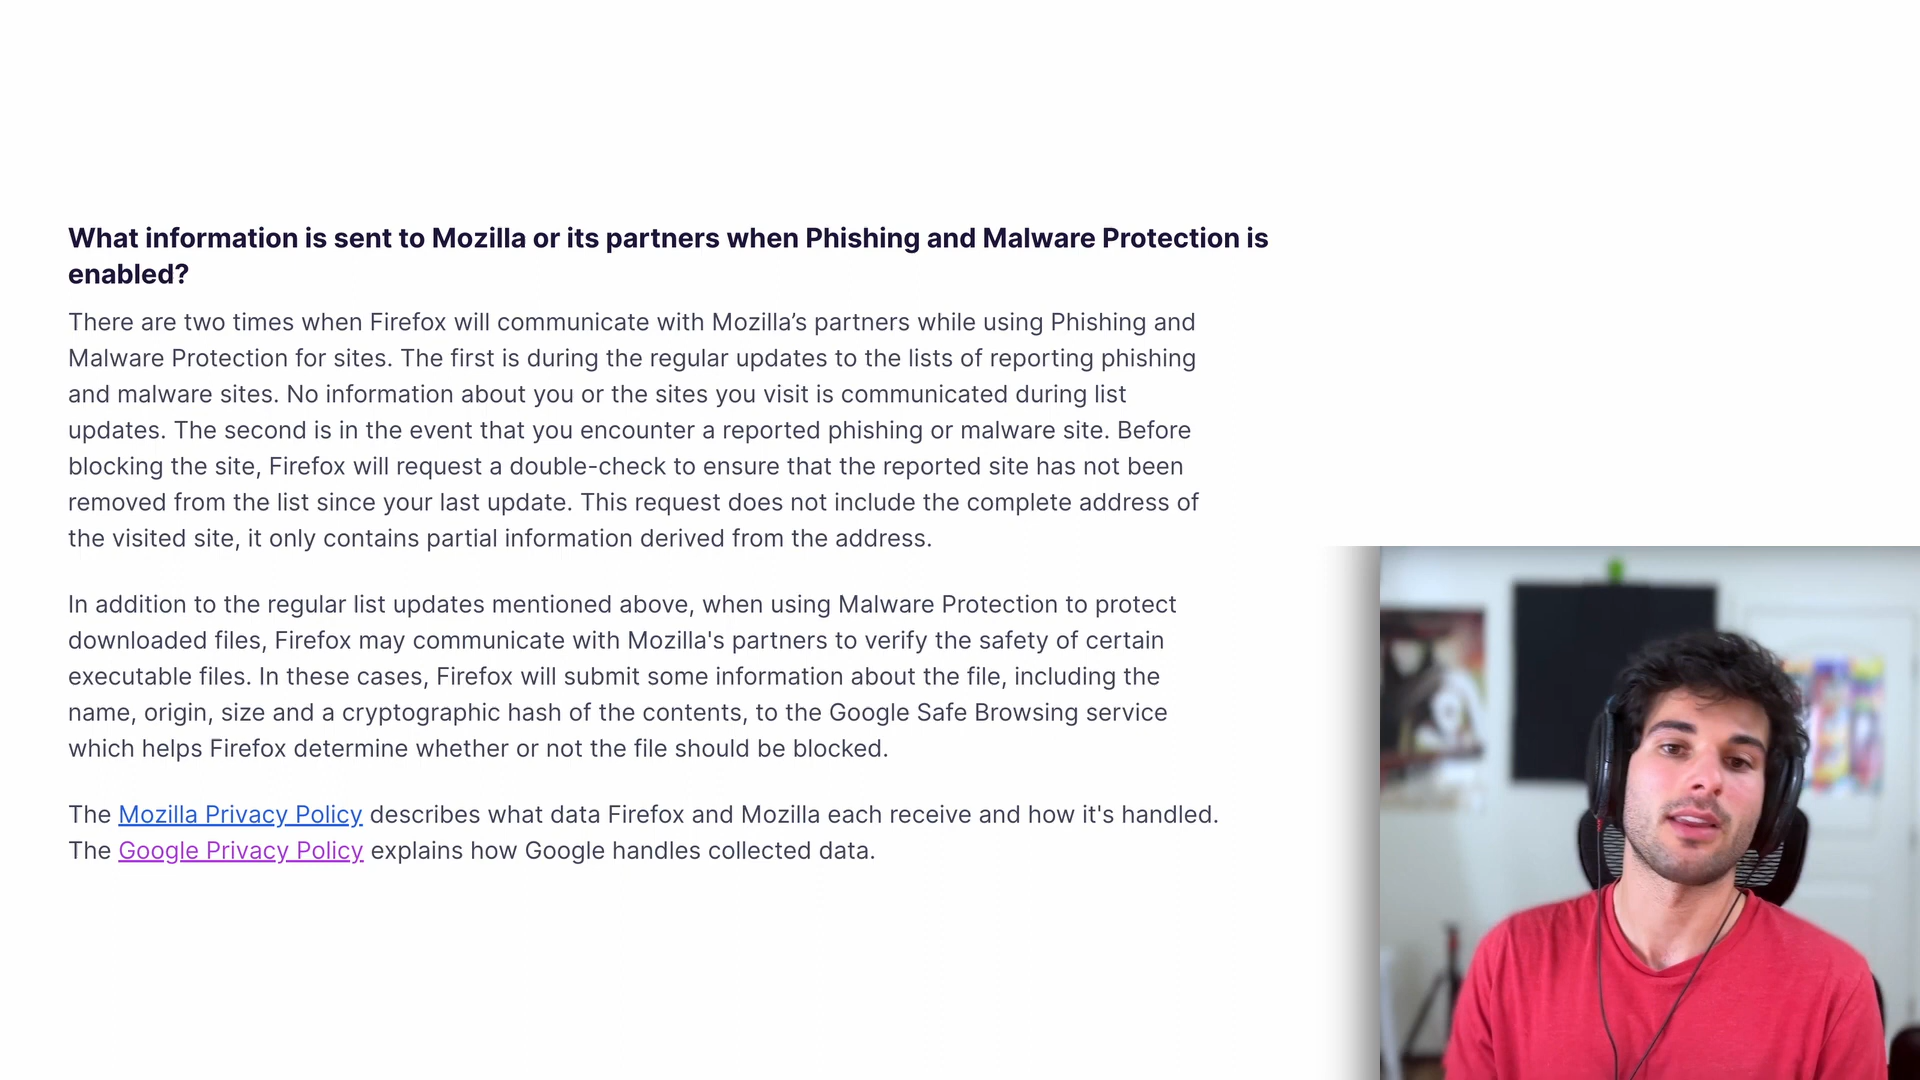 What information is sent to Mozilla or its partners when Phishing and Malware Protection is
enabled?
There are two times when Firefox will communicate with Mozilla’s partners while using Phishing and
Malware Protection for sites. The first is during the regular updates to the lists of reporting phishing
and malware sites. No information about you or the sites you visit is communicated during list
updates. The second is in the event that you encounter a reported phishing or malware site. Before
blocking the site, Firefox will request a double-check to ensure that the reported site has not been
removed from the list since your last update. This request does not include the complete address of
the visited site, it only contains partial information derived from the address.
In addition to the regular list updates mentioned above, when using Malware Protection to protect
downloaded files, Firefox may communicate with Mozilla's partners to verify the safety of certain
executable files. In these cases, Firefox will submit some information about the file, including the
name, origin, size and a cryptographic hash of the contents, to the Google Safe Browsing service
which helps Firefox determine whether or not the file should be blocked.
The Mozilla Privacy Policy describes what data Firefox and Mozilla each receive and how it's handled.
The Google Privacy Policy explains how Google handles collected data.